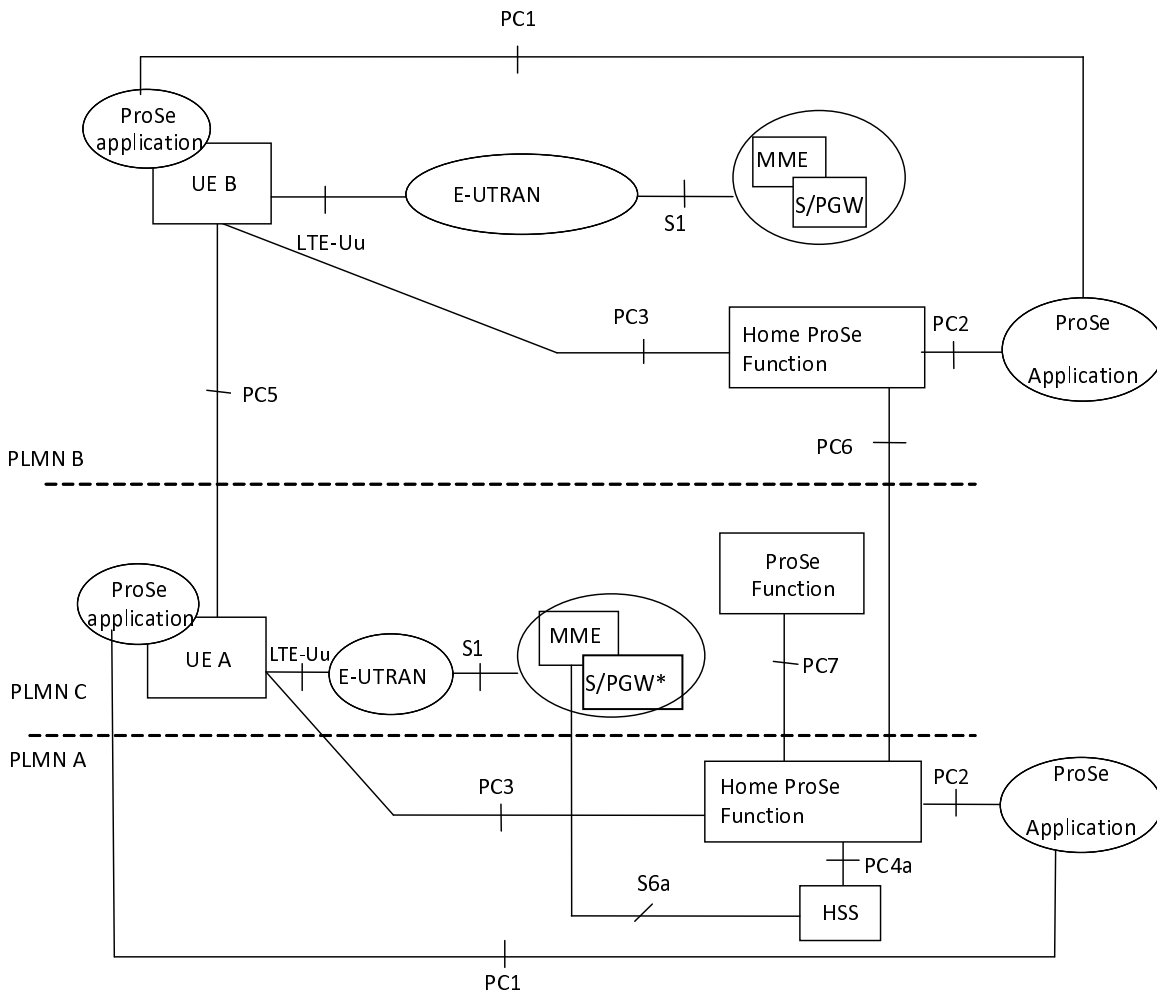 PC1
ProSe
application
UE B
E-UTRAN
MME
S/PGW
S1
LTE-Uu
PC3
Home ProSe
Function
PC2
ProSe
Application
PC5
PC6
PLMN B
ProSe
Function
ProSe
application
UE A
LTE-Uu
E-UTRAN
S1
MME
S/PGW*
PC7
PLMN C
PLMN A
PC3
Home ProSe
Function
PC2
ProSe
Application
PC4a
S6a
HSS
PC1